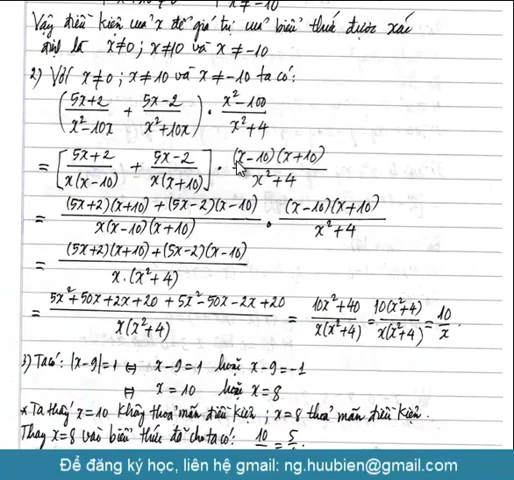 Vậy điều kiện của x để giá trị của biểu thức được xác
định là x≠0 ; x≠10 và x ≠ -10
2) Với x≠0 ; x≠10 và x≠-10 ta có:
((5x+2)/(x²-10x) + (5x-2)/(x²+10x)) · (x²-100)/(x²+4)
= [(5x+2)/(x(x-10)) + (5x-2)/(x(x+10))] · ((x-10)(x+10))/(x²+4)
= ((5x+2)(x+10) + (5x-2)(x-10))/(x(x-10)(x+10)) · ((x-10)(x+10))/(x²+4)
= ((5x+2)(x+10) + (5x-2)(x-10))/(x.(x²+4))
= (5x²+50x+2x+20 + 5x²-50x-2x+20)/(x(x²+4)) = (10x²+40)/(x(x²+4)) = (10(x²+4))/(x(x²+4)) = 10/x.
3) Ta có: |x-9|=1 ⇔ x-9=1 hoặc x-9=-1
⇔ x=10 hoặc x=8
* Ta thấy x=10 không thoả mãn điều kiện ; x=8 thoả mãn điều kiện.
Thay x=8 vào biểu thức đã cho ta có: 10 = 5
Để đăng ký học, liên hệ gmail: ng.huubien@gmail.com